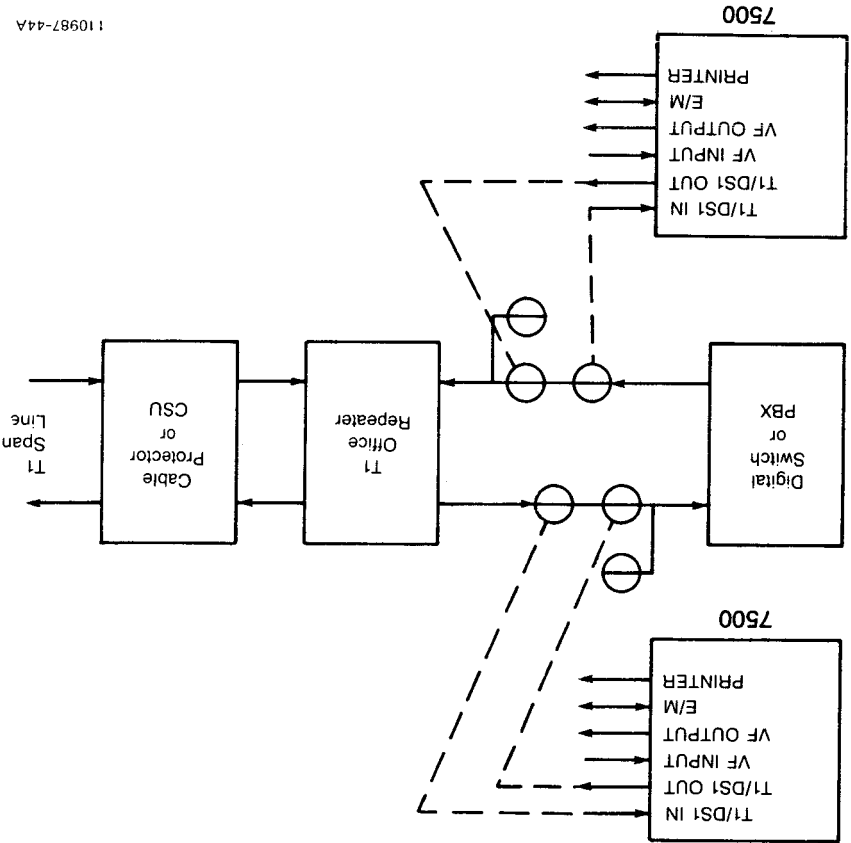 T1/DS1 IN
T1/DS1 OUT
VF INPUT
VF OUTPUT
E/M
PRINTER
7500
T1
Span
Line
Cable
Protector
or
CSU
T1
Office
Repeater
Digital
Switch
or
PBX
T1/DS1 IN
T1/DS1 OUT
VF INPUT
VF OUTPUT
E/M
PRINTER
7500
110987-44A